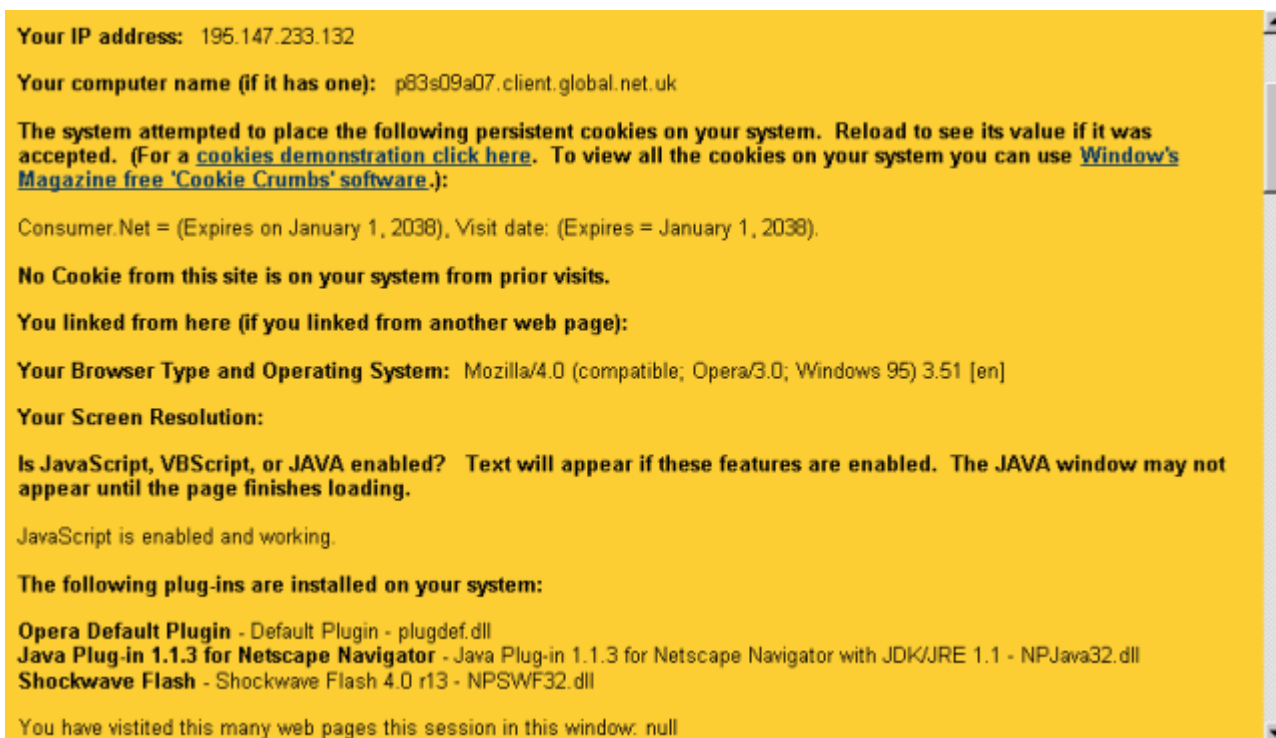 Your IP address: 195.147.233.132
Your computer name (if it has one): p83s09a07.client.global.net.uk
The system attempted to place the following persistent cookies on your system. Reload to see its value if it was
accepted. (For a cookies demonstration click here. To view all the cookies on your system you can use Window's
Magazine free 'Cookie Crumbs' software.):
Consumer.Net = (Expires on January 1, 2038), Visit date: (Expires = January 1, 2038).
No Cookie from this site is on your system from prior visits.
You linked from here (if you linked from another web page):
Your Browser Type and Operating System: Mozilla/4.0 (compatible; Opera/3.0; Windows 95) 3.51 [en]
Your Screen Resolution:
Is JavaScript, VBScript, or JAVA enabled? Text will appear if these features are enabled. The JAVA window may not
appear until the page finishes loading.
JavaScript is enabled and working.
The following plug-ins are installed on your system:
Opera Default Plugin - Default Plugin - plugdef.dll
Java Plug-in 1.1.3 for Netscape Navigator - Java Plug-in 1.1.3 for Netscape Navigator with JDK/JRE 1.1 - NPJava32.dll
Shockwave Flash - Shockwave Flash 4.0 r13 - NPSWF32.dll
You have vistited this many web pages this session in this window: null